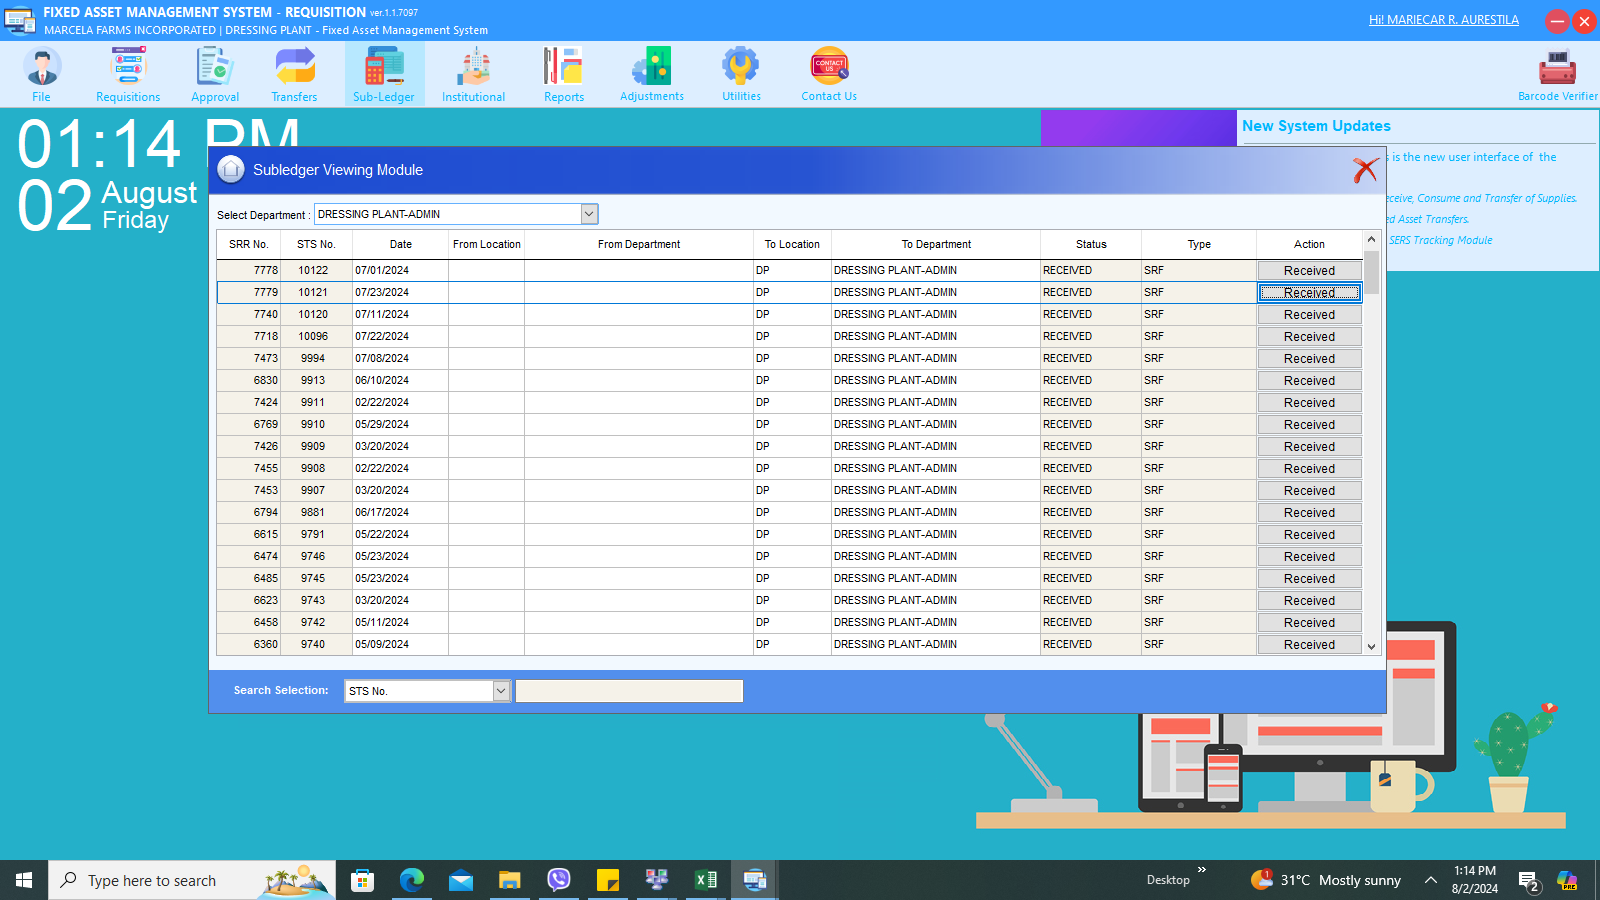 FIXED ASSET MANAGEMENT SYSTEM - REQUISITION ver.1.1.7097
MARCELA FARMS INCORPORATED | DRESSING PLANT - Fixed Asset Management System
Hi! MARIECAR R. AURESTILA
File Requisitions Approval Transfers Sub-Ledger Institutional Reports Adjustments Utilities Contact Us Barcode Verifier
CONTACT US
01:14 PM
02 August
Friday
New System Updates
is the new user interface of the
eceive, Consume and Transfer of Supplies.
ed Asset Transfers.
SERS Tracking Module
Subledger Viewing Module
Select Department : DRESSING PLANT-ADMIN
SRR No. STS No. Date From Location From Department To Location To Department Status Type Action
7778 10122 07/01/2024 DP DRESSING PLANT-ADMIN RECEIVED SRF Received
7779 10121 07/23/2024 DP DRESSING PLANT-ADMIN RECEIVED SRF Received
7740 10120 07/11/2024 DP DRESSING PLANT-ADMIN RECEIVED SRF Received
7718 10096 07/22/2024 DP DRESSING PLANT-ADMIN RECEIVED SRF Received
7473 9994 07/08/2024 DP DRESSING PLANT-ADMIN RECEIVED SRF Received
6830 9913 06/10/2024 DP DRESSING PLANT-ADMIN RECEIVED SRF Received
7424 9911 02/22/2024 DP DRESSING PLANT-ADMIN RECEIVED SRF Received
6769 9910 05/29/2024 DP DRESSING PLANT-ADMIN RECEIVED SRF Received
7426 9909 03/20/2024 DP DRESSING PLANT-ADMIN RECEIVED SRF Received
7455 9908 02/22/2024 DP DRESSING PLANT-ADMIN RECEIVED SRF Received
7453 9907 03/20/2024 DP DRESSING PLANT-ADMIN RECEIVED SRF Received
6794 9881 06/17/2024 DP DRESSING PLANT-ADMIN RECEIVED SRF Received
6615 9791 05/22/2024 DP DRESSING PLANT-ADMIN RECEIVED SRF Received
6474 9746 05/23/2024 DP DRESSING PLANT-ADMIN RECEIVED SRF Received
6485 9745 05/23/2024 DP DRESSING PLANT-ADMIN RECEIVED SRF Received
6623 9743 03/20/2024 DP DRESSING PLANT-ADMIN RECEIVED SRF Received
6458 9742 05/11/2024 DP DRESSING PLANT-ADMIN RECEIVED SRF Received
6360 9740 05/09/2024 DP DRESSING PLANT-ADMIN RECEIVED SRF Received
Search Selection: STS No.
Type here to search
Desktop
1
31°C Mostly sunny
1:14 PM
8/2/2024
2
PRE